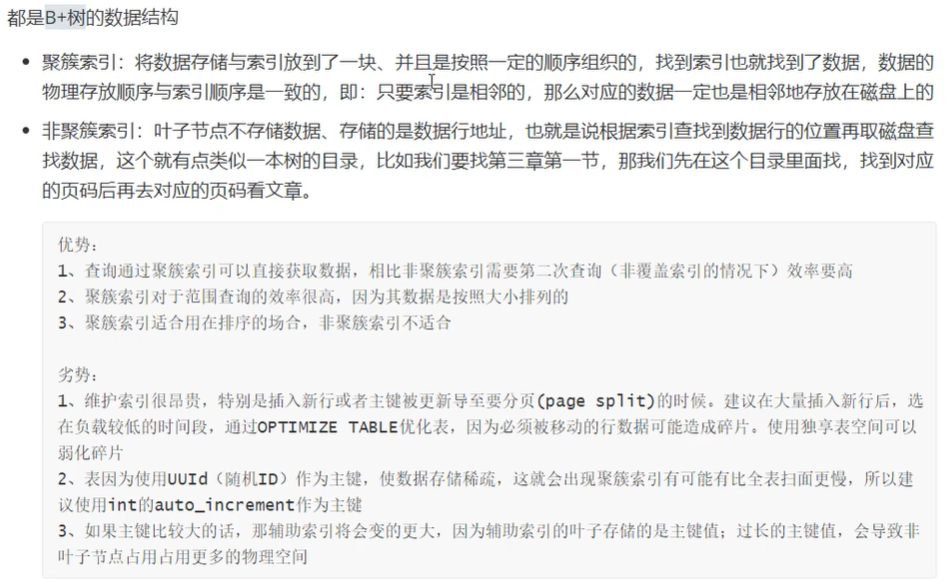 都是B+树的数据结构
聚簇索引：将数据存储与索引放到了一块、并且是按照一定的顺序组织的，找到索引也就找到了数据，数据的
物理存放顺序与索引顺序是一致的，即：只要索引是相邻的，那么对应的数据一定也是相邻地存放在磁盘上的
非聚簇索引：叶子节点不存储数据、存储的是数据行地址，也就是说根据索引查找到数据行的位置再取磁盘查
找数据，这个就有点类似一本树的目录，比如我们要找第三章第一节，那我们先在这个目录里面找，找到对应
的页码后再去对应的页码看文章。
优势：
1、查询通过聚簇索引可以直接获取数据，相比非聚簇索引需要第二次查询（非覆盖索引的情况下）效率要高
2、聚簇索引对于范围查询的效率很高，因为其数据是按照大小排列的
3、聚簇索引适合用在排序的场合，非聚簇索引不适合
劣势：
1、维护索引很昂贵，特别是插入新行或者主键被更新导至要分页(page split)的时候。建议在大量插入新行后，选
在负载较低的时间段，通过OPTIMIZE TABLE优化表，因为必须被移动的行数据可能造成碎片。使用独享表空间可以
弱化碎片
2、表因为使用UUId（随机ID）作为主键，使数据存储稀疏，这就会出现聚簇索引有可能有比全表扫面更慢，所以建
议使用int的auto_increment作为主键
3、如果主键比较大的话，那辅助索引将会变的更大，因为辅助索引的叶子存储的是主键值；过长的主键值，会导致非
叶子节点占用占用更多的物理空间